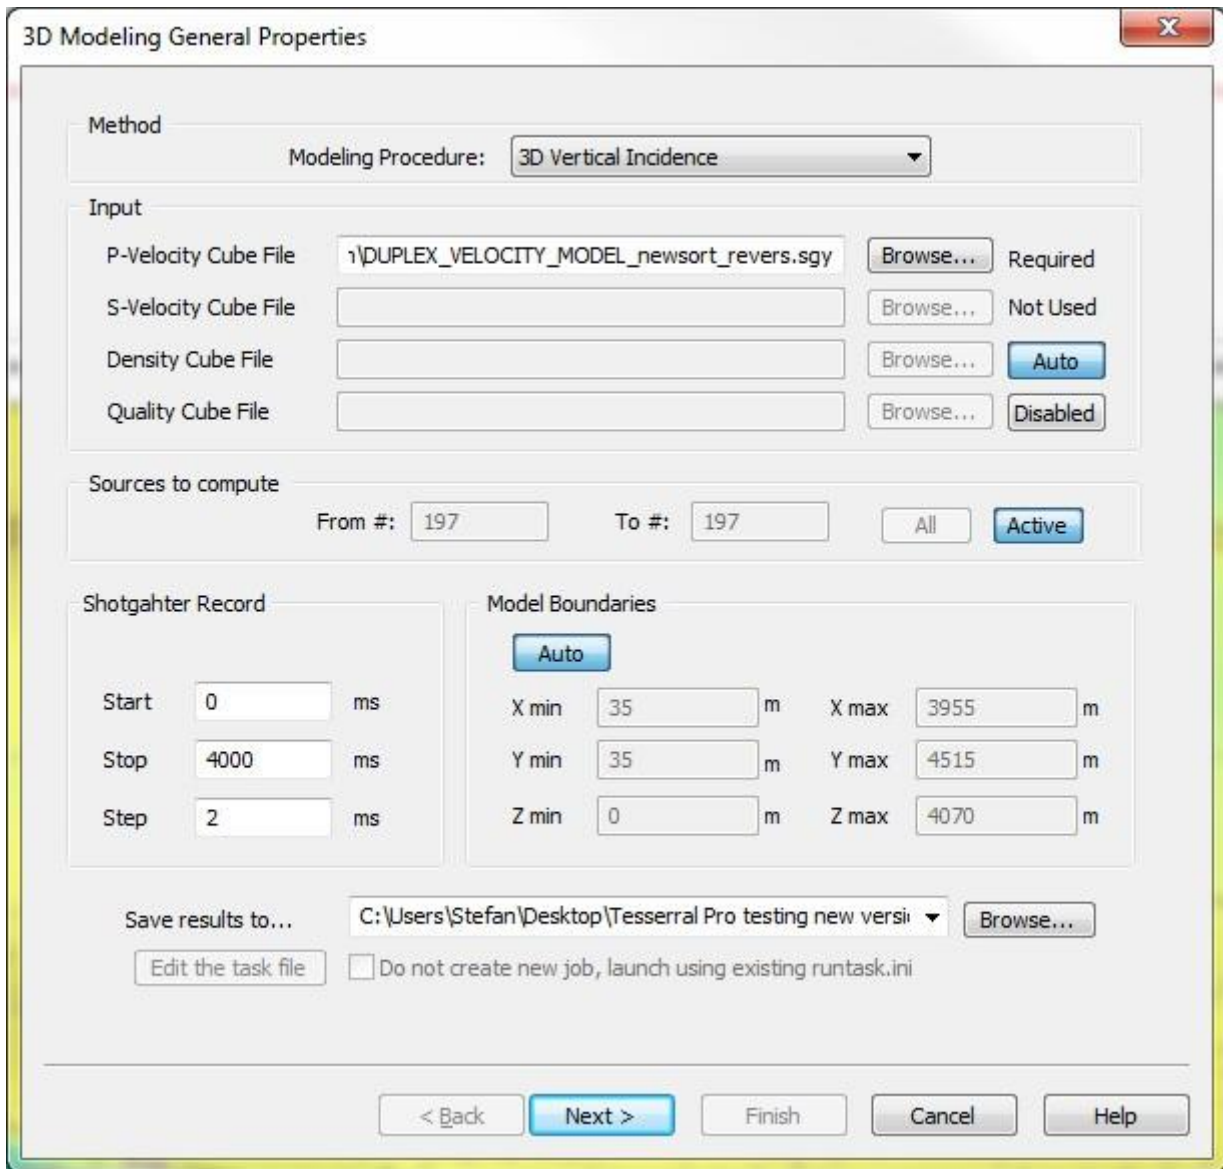 3D Modeling General Properties
X
Method
Modeling Procedure: 3D Vertical Incidence
Input
P-Velocity Cube File \DUPLEX_VELOCITY_MODEL_newsort_revers.sgy Browse... Required
S-Velocity Cube File Browse... Not Used
Density Cube File Browse... Auto
Quality Cube File Browse... Disabled
Sources to compute
From #: 197 To #: 197 All Active
Shotgahter Record Model Boundaries
Auto
Start 0 ms X min 35 m X max 3955 m
Stop 4000 ms Y min 35 m Y max 4515 m
Step 2 ms Z min 0 m Z max 4070 m
Save results to... C:\Users\Stefan\Desktop\Tesserral Pro testing new versi Browse...
Edit the task file Do not create new job, launch using existing runtask.ini
< Back Next > Finish Cancel Help